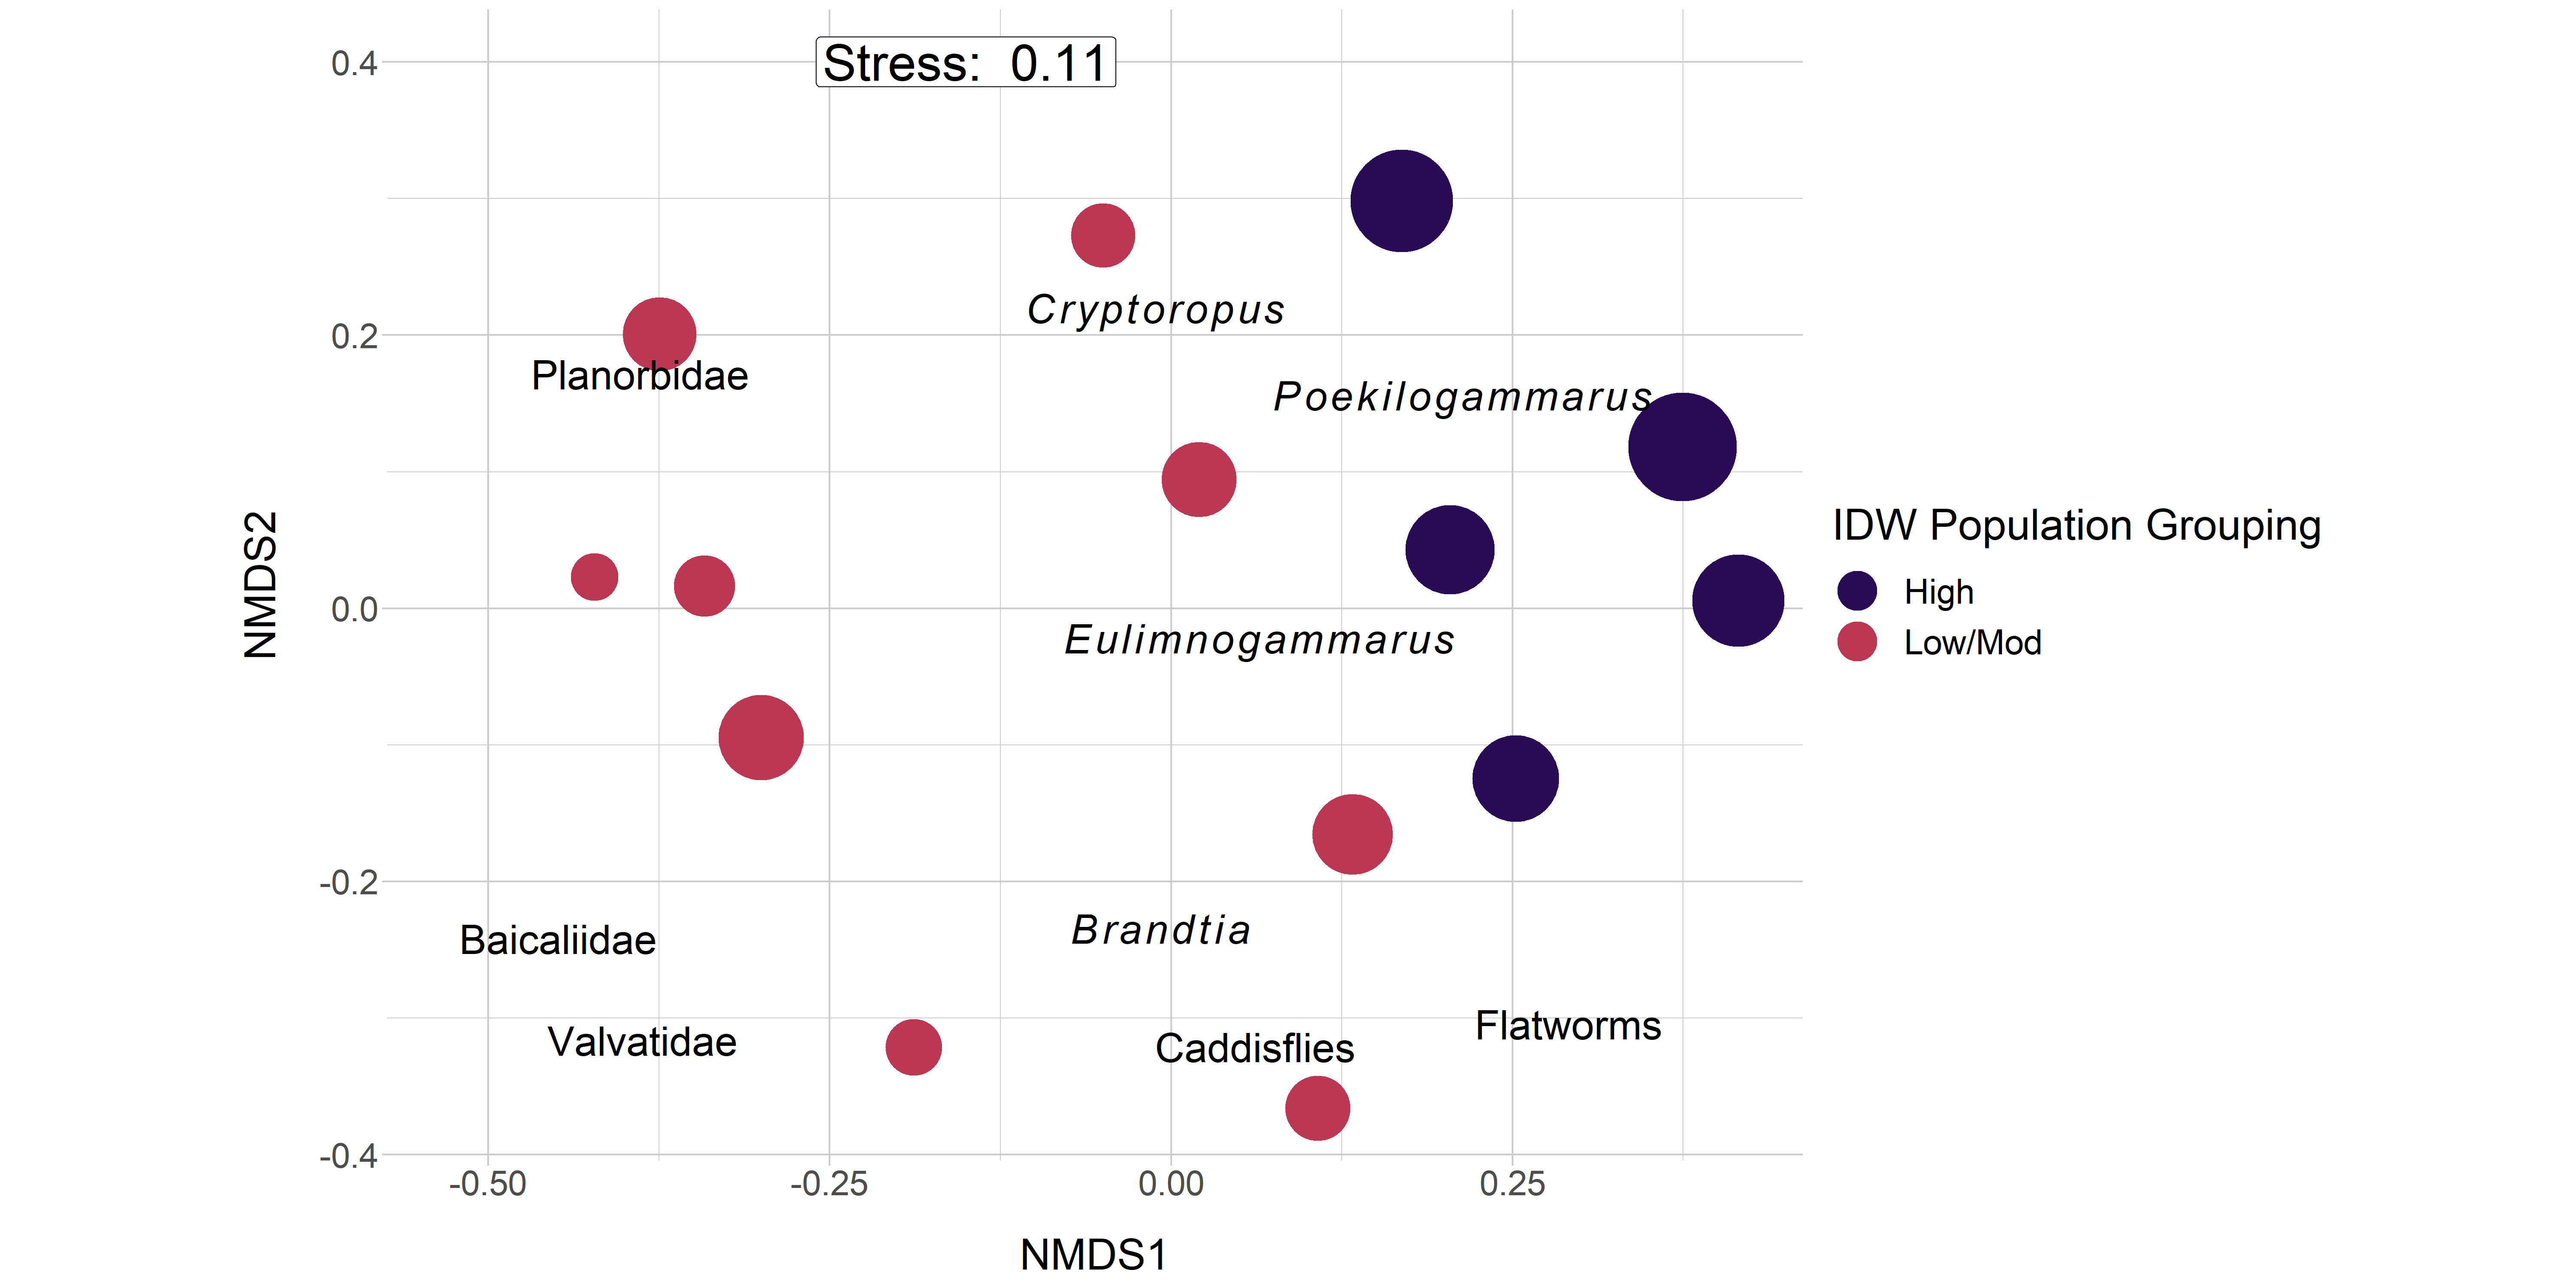 Stress:  0.11
0.4
0.2
0.0
-0.2
-0.4
NMDS2
Cryptoropus
Planorbidae
Poekilogammarus
Eulimnogammarus
Brandtia
Baicaliidae
Valvatidae
Caddisflies
Flatworms
-0.50
-0.25
0.00
0.25
NMDS1
IDW Population Grouping
High
Low/Mod